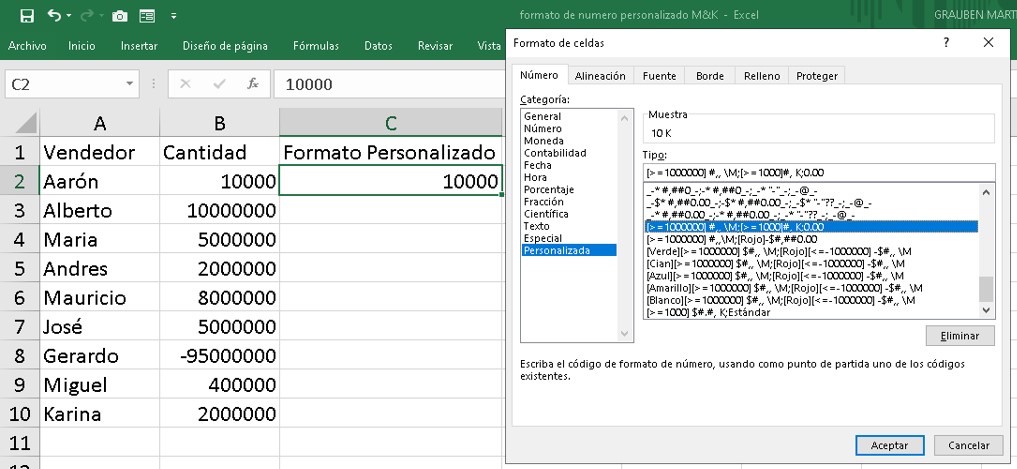 formato de numero personalizado M&K - Excel
GRAUBEN MARTI
Archivo Inicio Insertar Diseño de página Fórmulas Datos Revisar Vista
C2 fx 10000
A B C
1 Vendedor Cantidad Formato Personalizado
2 Aarón 10000 10000
3 Alberto 10000000
4 Maria 5000000
5 Andres 2000000
6 Mauricio 8000000
7 José 5000000
8 Gerardo -95000000
9 Miguel 400000
10 Karina 2000000
11
Formato de celdas ?
Número Alineación Fuente Borde Relleno Proteger
Categoría:
General
Número
Moneda
Contabilidad
Fecha
Hora
Porcentaje
Fracción
Científica
Texto
Especial
Personalizada
Muestra
10 K
Tipo:
[>=1000000] #,, \M;[>=1000]#, K;0.00
_-* #,##0_-;-* #,##0_-;_-* "-"_-;_-@_-
_-$* #,##0.00_-;-$* #,##0.00_-;_-$* "-"??_-;_-@_-
_-* #,##0.00_-;-* #,##0.00_-;_-* "-"??_-;_-@_-
[>=1000000] #,, \M;[>=1000]#, K;0.00
[>=1000000] #,,\M;[Rojo]-$#,##0.00
[Verde][>=1000000] $#,, \M;[Rojo][<=-1000000] -$#,, \M
[Cian][>=1000000] $#,, \M;[Rojo][<=-1000000] -$#,, \M
[Azul][>=1000000] $#,, \M;[Rojo][<=-1000000] -$#,, \M
[Amarillo][>=1000000] $#,, \M;[Rojo][<=-1000000] -$#,, \M
[Blanco][>=1000000] $#,, \M;[Rojo][<=-1000000] -$#,, \M
[>=1000] $#.#, K;Estándar
Eliminar
Escriba el código de formato de número, usando como punto de partida uno de los códigos
existentes.
Aceptar Cancelar